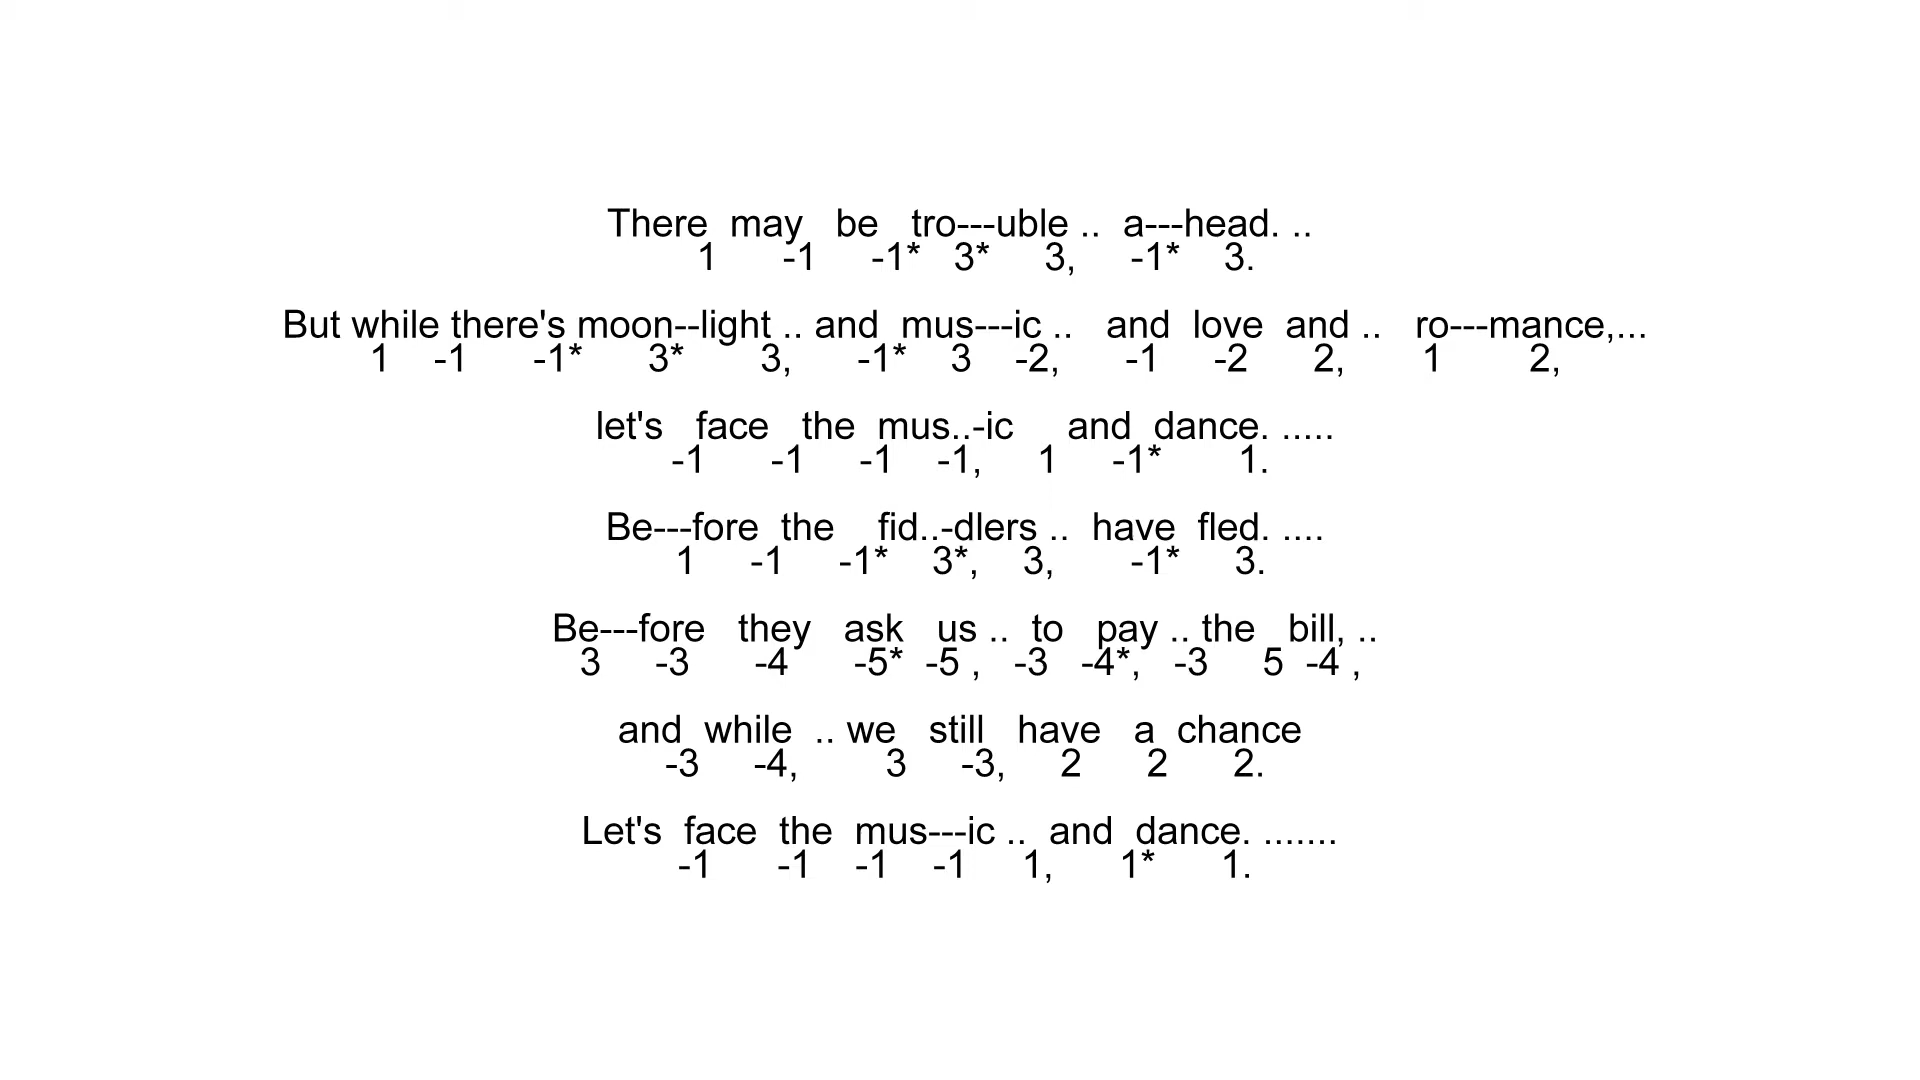 There may be tro---uble .. a---head. ..
1 -1 -1* 3* 3, -1* 3.
But while there's moon--light .. and mus---ic .. and love and .. ro---mance,...
1 -1 -1* 3* 3, -1* 3 -2, -1 -2 2, 1 2,
let's face the mus..-ic and dance. .....
-1 -1 -1 -1, 1 -1* 1.
Be---fore the fid..-dlers .. have fled. ....
1 -1 -1* 3*, 3, -1* 3.
Be---fore they ask us .. to pay .. the bill, ..
3 -3 -4 -5* -5 , -3 -4*, -3 5 -4 ,
and while .. we still have a chance
-3 -4, 3 -3, 2 2 2.
Let's face the mus---ic .. and dance. .......
-1 -1 -1 -1 1, 1* 1.